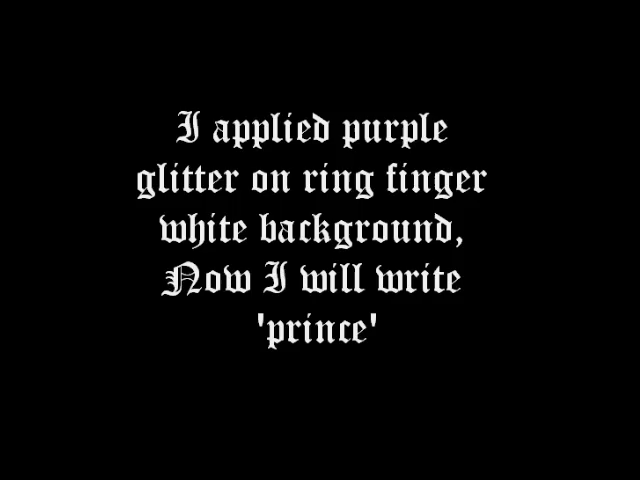 I applied purple
glitter on ring finger
white background,
Now I will write
'prince'